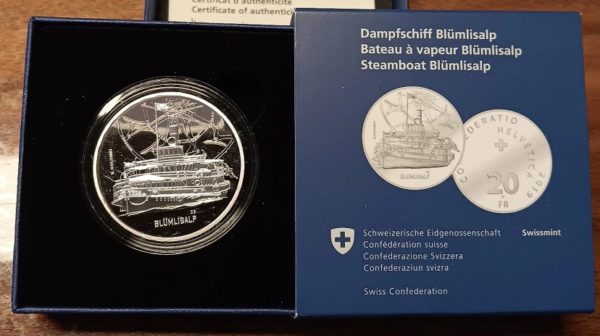 Certificat d'authenticité
Certificate of authenticity
BLÜMLISALP
Dampfschiff Blümlisalp
Bateau à vapeur Blümlisalp
Steamboat Blümlisalp
BLÜMLISALP
CONFOEDERATIO
HELVETICA 2019
20
FR
Schweizerische Eidgenossenschaft
Confédération suisse
Confederazione Svizzera
Confederaziun svizra
Swissmint
Swiss Confederation